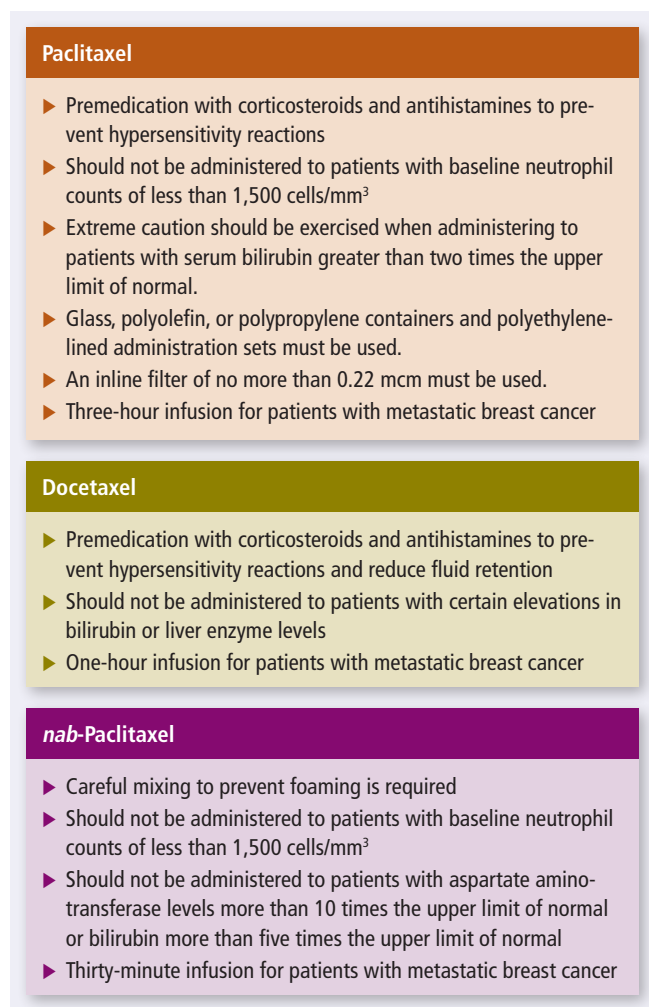 Paclitaxel
▶ Premedication with corticosteroids and antihistamines to pre-
vent hypersensitivity reactions
▶ Should not be administered to patients with baseline neutrophil
counts of less than 1,500 cells/mm³
▶ Extreme caution should be exercised when administering to
patients with serum bilirubin greater than two times the upper
limit of normal.
▶ Glass, polyolefin, or polypropylene containers and polyethylene-
lined administration sets must be used.
▶ An inline filter of no more than 0.22 mcm must be used.
▶ Three-hour infusion for patients with metastatic breast cancer
Docetaxel
▶ Premedication with corticosteroids and antihistamines to pre-
vent hypersensitivity reactions and reduce fluid retention
▶ Should not be administered to patients with certain elevations in
bilirubin or liver enzyme levels
▶ One-hour infusion for patients with metastatic breast cancer
nab-Paclitaxel
▶ Careful mixing to prevent foaming is required
▶ Should not be administered to patients with baseline neutrophil
counts of less than 1,500 cells/mm³
▶ Should not be administered to patients with aspartate amino-
transferase levels more than 10 times the upper limit of normal
or bilirubin more than five times the upper limit of normal
▶ Thirty-minute infusion for patients with metastatic breast cancer